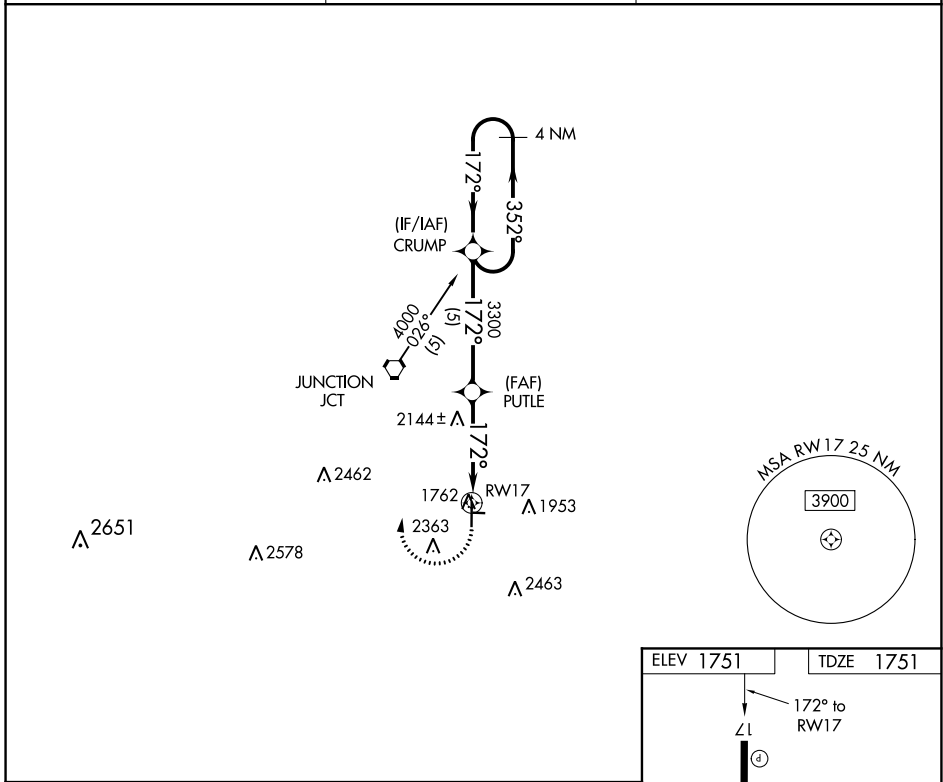 4 NM
172°
352°
(IF/IAF)
CRUMP
4000
026°
(5)
3300
172°
(5)
JUNCTION
JCT
(FAF)
PUTLE
2144±
172°
2462
1762
RW17
1953
2363
2651
2578
2463
MSA RW17 25 NM
3900
ELEV 1751
TDZE 1751
172° to
RW17
17
P